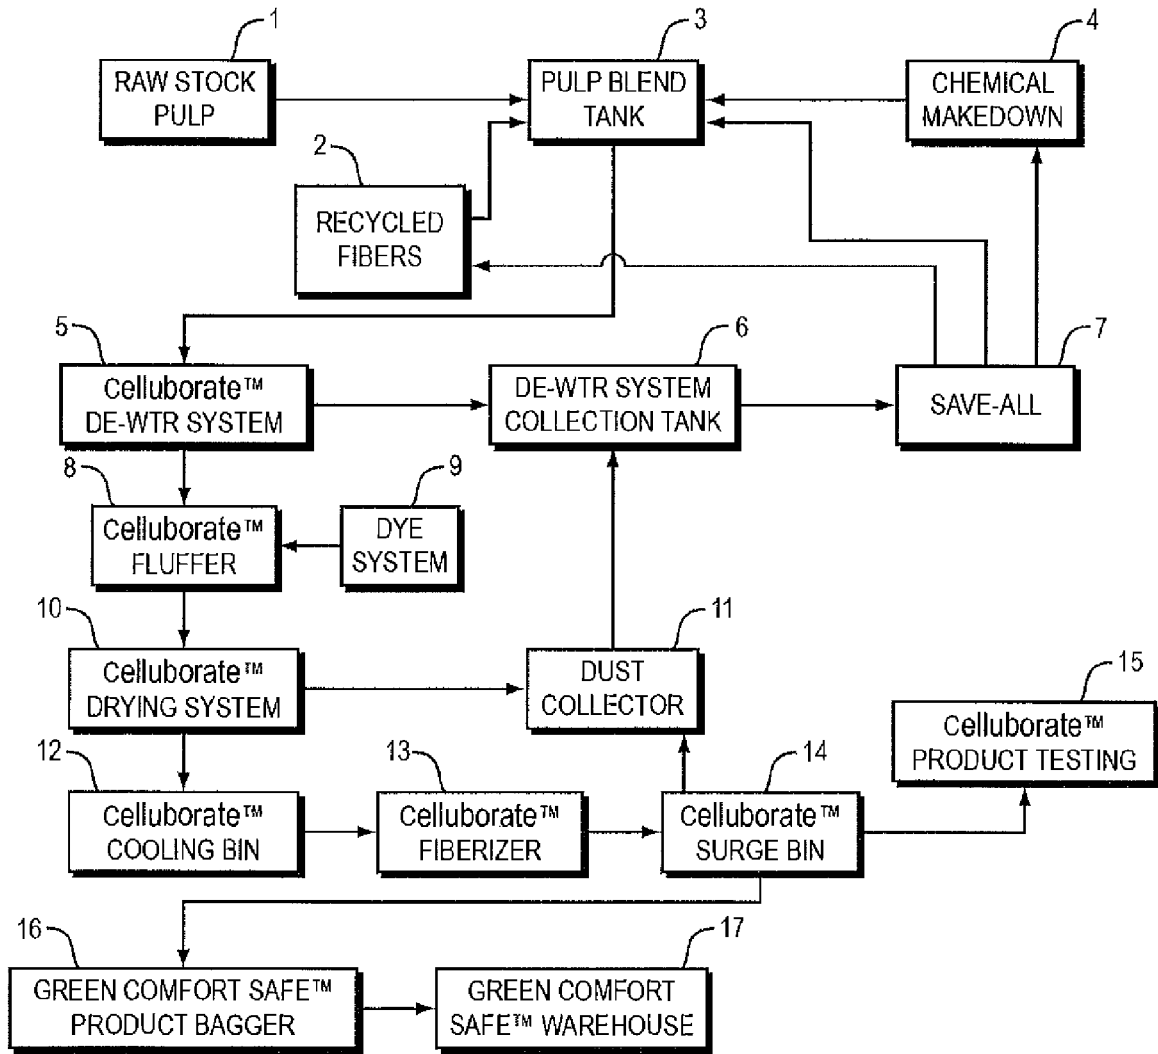 1
RAW STOCK
PULP
3
PULP BLEND
TANK
4
CHEMICAL
MAKEDOWN
2
RECYCLED
FIBERS
5
Celluborate™
DE-WTR SYSTEM
6
DE-WTR SYSTEM
COLLECTION TANK
7
SAVE-ALL
8
Celluborate™
FLUFFER
9
DYE
SYSTEM
10
Celluborate™
DRYING SYSTEM
11
DUST
COLLECTOR
15
Celluborate™
PRODUCT TESTING
12
Celluborate™
COOLING BIN
13
Celluborate™
FIBERIZER
14
Celluborate™
SURGE BIN
16
GREEN COMFORT SAFE™
PRODUCT BAGGER
17
GREEN COMFORT
SAFE™ WAREHOUSE